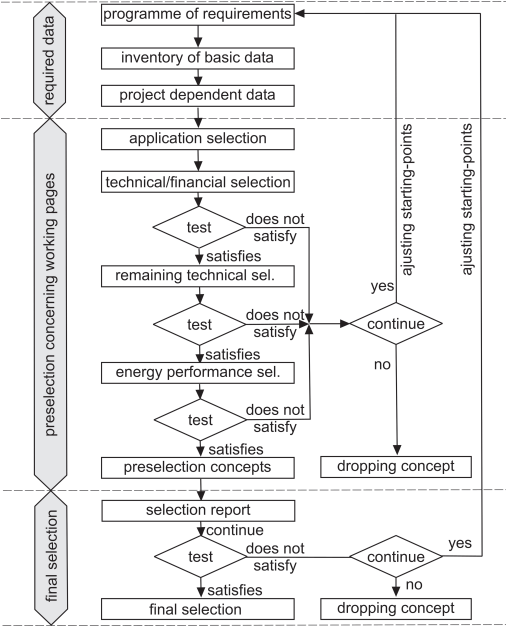 required data
programme of requirements
inventory of basic data
project dependent data
preselection concerning working pages
application selection
technical/financial selection
test
does not
satisfy
satisfies
remaining technical sel.
test
does not
satisfy
satisfies
energy performance sel.
test
does not
satisfy
satisfies
preselection concepts
ajusting starting-points
ajusting starting-points
yes
continue
no
dropping concept
final selection
selection report
continue
test
does not
satisfy
satisfies
final selection
continue
yes
no
dropping concept